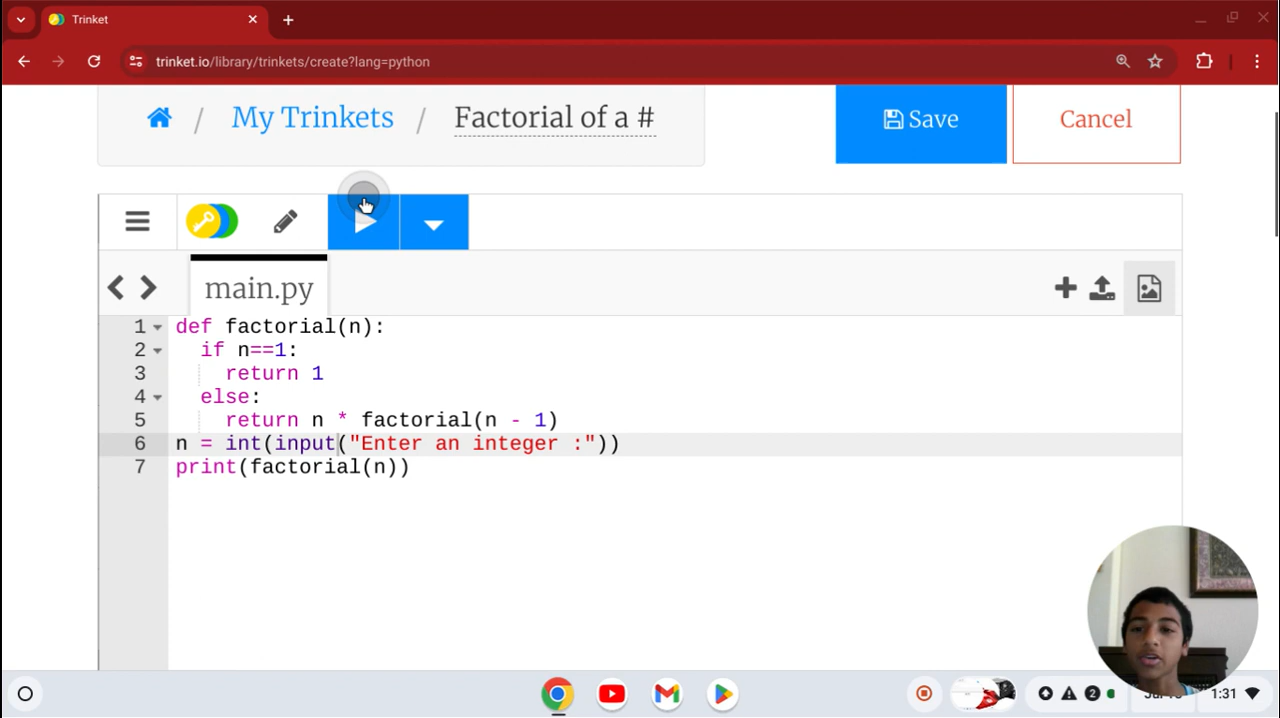 Trinket
trinket.io/library/trinkets/create?lang=python
/ My Trinkets / Factorial of a #
Save
Cancel
main.py
1 def factorial(n):
2 if n==1:
3 return 1
4 else:
5 return n * factorial(n - 1)
6 n = int(input("Enter an integer :"))
7 print(factorial(n))
2
1:31